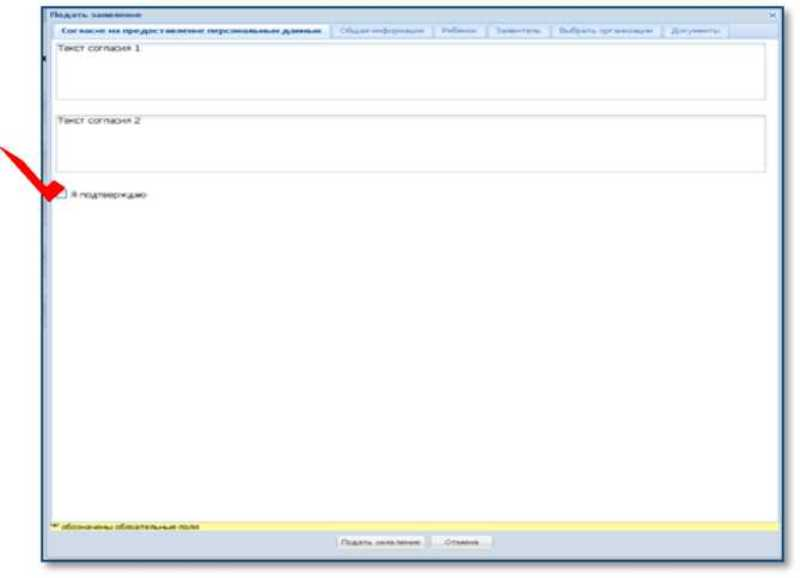 Подать заявление
Согласие на предоставление персональных данных Общая информация Ребенок Заявитель Выбрать организации Документы
Текст согласия 1
Текст согласия 2
Я подтверждаю
"*" обозначены обязательные поля
Подать заявление Отмена